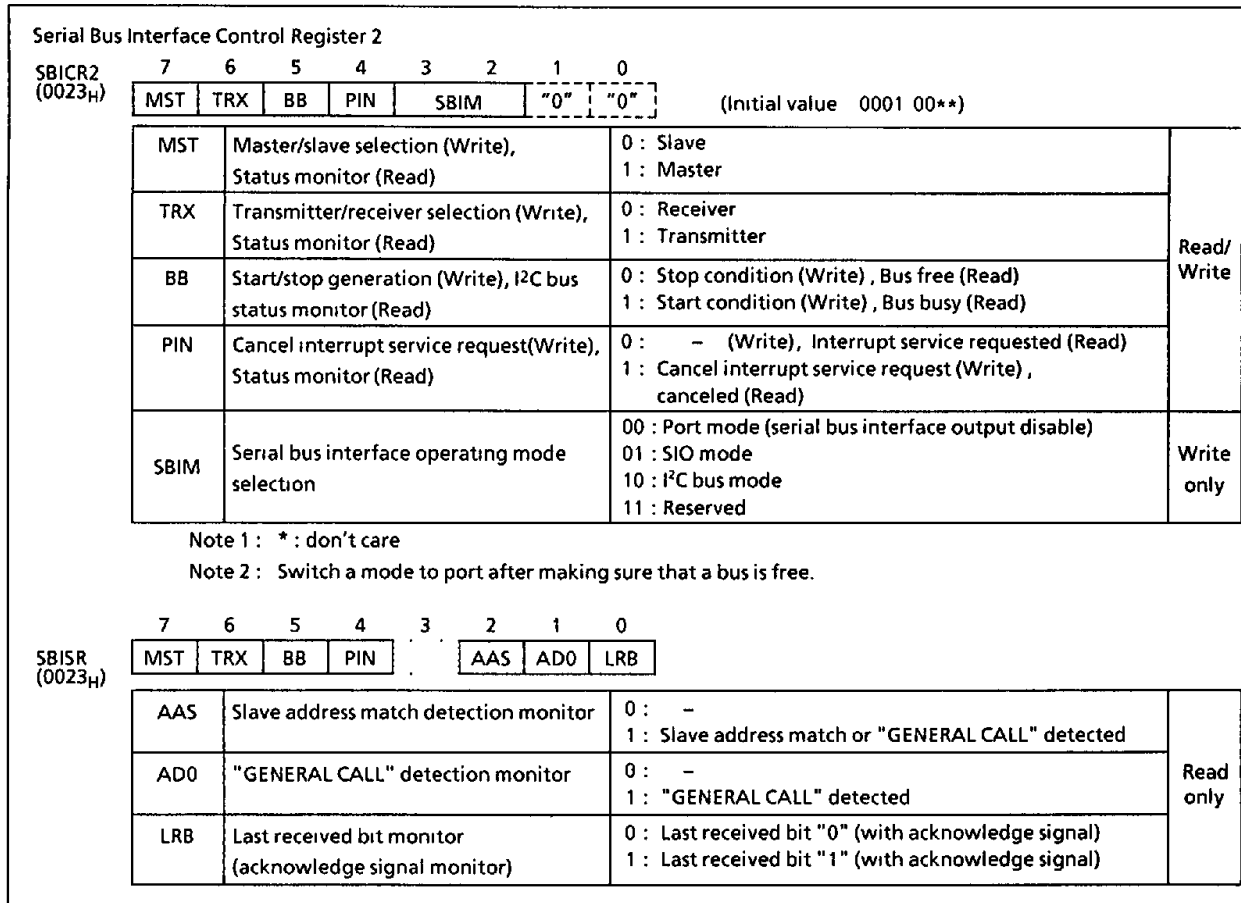 Serial Bus Interface Control Register 2
SBICR2
(0023H)
7 6 5 4 3 2 1 0
MST TRX BB PIN SBIM "0" "0" (Initial value 0001 00**)
MST Master/slave selection (Write), 0 : Slave
Status monitor (Read) 1 : Master
TRX Transmitter/receiver selection (Write), 0 : Receiver
Status monitor (Read) 1 : Transmitter
Read/
Write
BB Start/stop generation (Write), I²C bus 0 : Stop condition (Write) , Bus free (Read)
status monitor (Read) 1 : Start condition (Write) , Bus busy (Read)
PIN Cancel interrupt service request(Write), 0 : – (Write), Interrupt service requested (Read)
Status monitor (Read) 1 : Cancel interrupt service request (Write) ,
canceled (Read)
SBIM Serial bus interface operating mode
selection
00 : Port mode (serial bus interface output disable)
01 : SIO mode
10 : I²C bus mode
11 : Reserved
Write
only
Note 1 : * : don't care
Note 2 : Switch a mode to port after making sure that a bus is free.
7 6 5 4 3 2 1 0
SBISR
(0023H)
MST TRX BB PIN AAS AD0 LRB
AAS Slave address match detection monitor 0 : –
1 : Slave address match or "GENERAL CALL" detected
AD0 "GENERAL CALL" detection monitor 0 : –
1 : "GENERAL CALL" detected
Read
only
LRB Last received bit monitor 0 : Last received bit "0" (with acknowledge signal)
(acknowledge signal monitor) 1 : Last received bit "1" (with acknowledge signal)